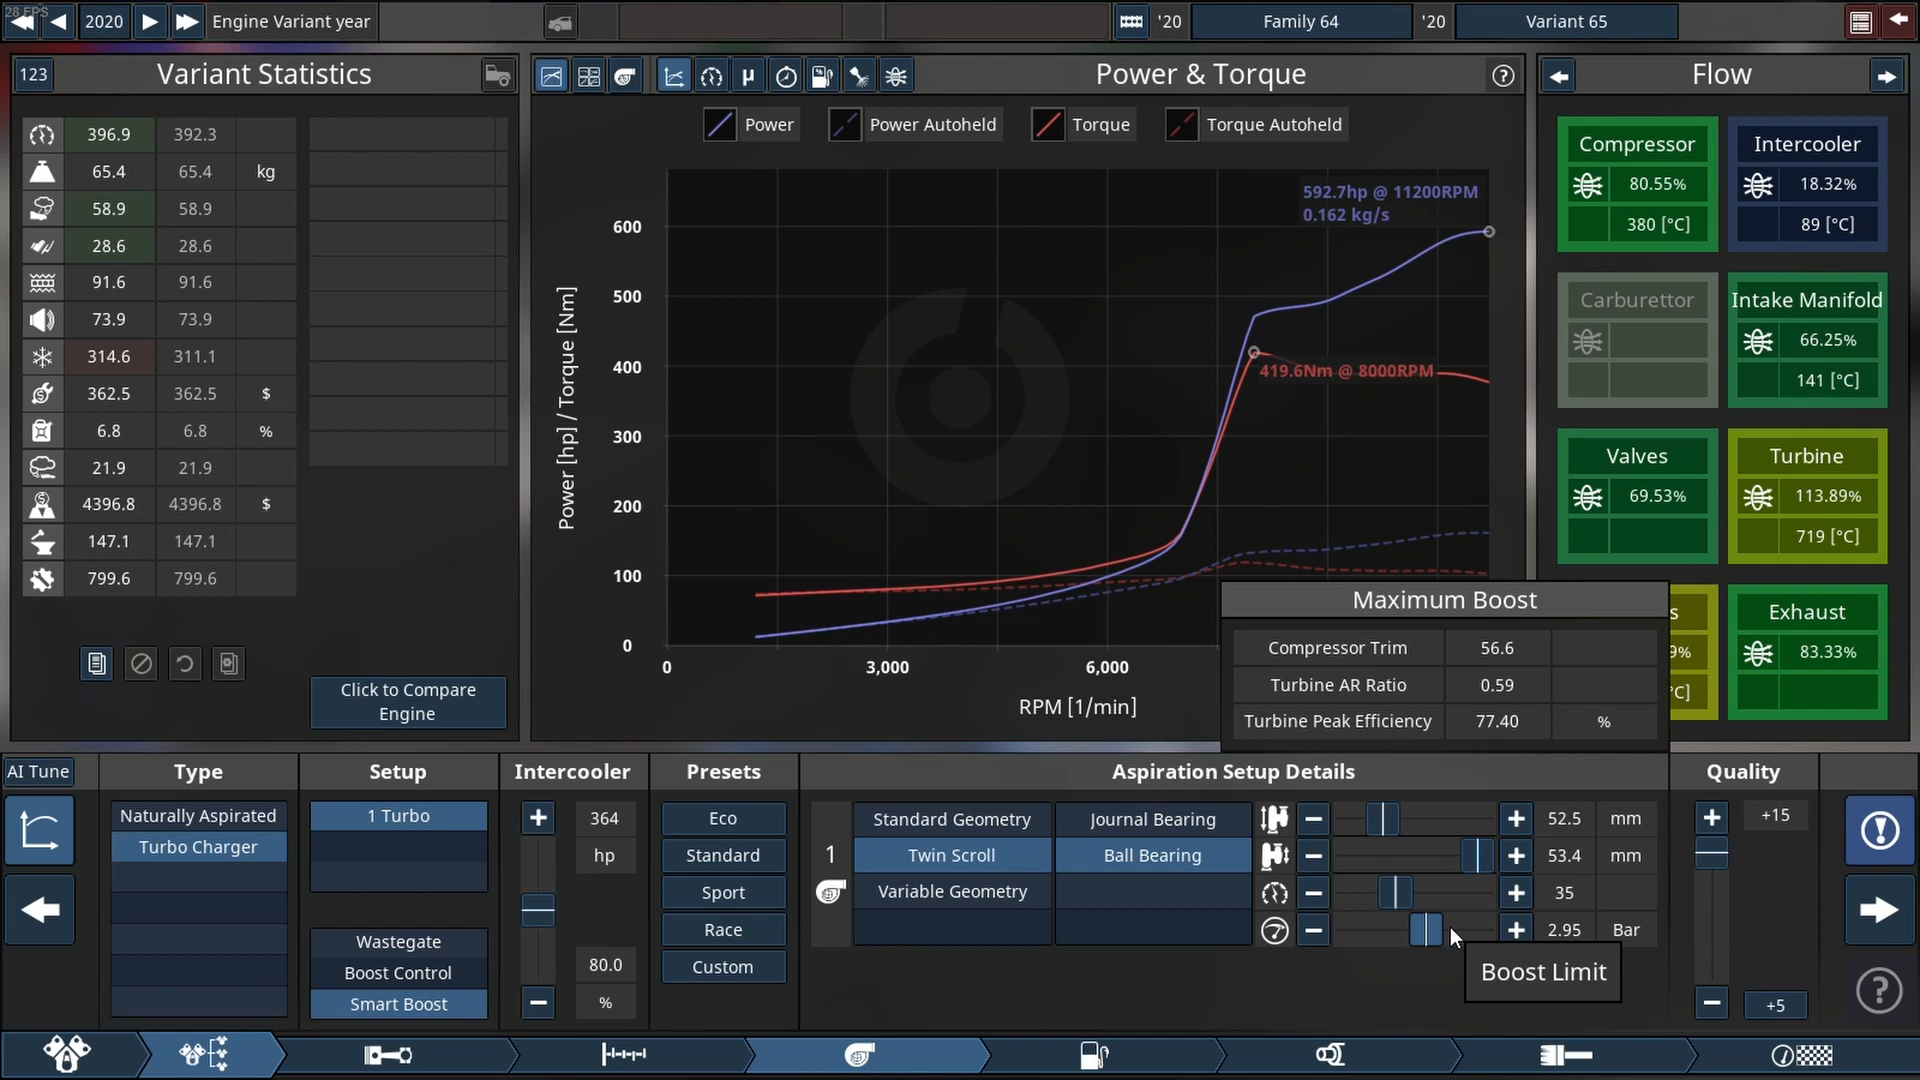 28 FPS
2020
Engine Variant year
'20
Family 64
'20
Variant 65
123
Variant Statistics
396.9 392.3
65.4 65.4 kg
58.9 58.9
28.6 28.6
91.6 91.6
73.9 73.9
314.6 311.1
362.5 362.5 $
6.8 6.8 %
21.9 21.9
4396.8 4396.8 $
147.1 147.1
799.6 799.6
Click to Compare
Engine
μ
Power & Torque
?
Power
Power Autoheld
Torque
Torque Autoheld
592.7hp @ 11200RPM
0.162 kg/s
419.6Nm @ 8000RPM
Power [hp] / Torque [Nm]
600
500
400
300
200
100
0
0 3,000 6,000
RPM [1/min]
Flow
Compressor
80.55%
380 [°C]
Intercooler
18.32%
89 [°C]
Carburettor
Intake Manifold
66.25%
141 [°C]
Valves
69.53%
Turbine
113.89%
719 [°C]
s
9%
°C]
Exhaust
83.33%
Maximum Boost
Compressor Trim 56.6
Turbine AR Ratio 0.59
Turbine Peak Efficiency 77.40 %
AI Tune
Type
Naturally Aspirated
Turbo Charger
Setup
1 Turbo
Wastegate
Boost Control
Smart Boost
Intercooler
364
hp
80.0
%
Presets
Eco
Standard
Sport
Race
Custom
Aspiration Setup Details
1
Standard Geometry
Twin Scroll
Variable Geometry
Journal Bearing
Ball Bearing
52.5 mm
53.4 mm
35
2.95 Bar
Boost Limit
Quality
+15
+5
?